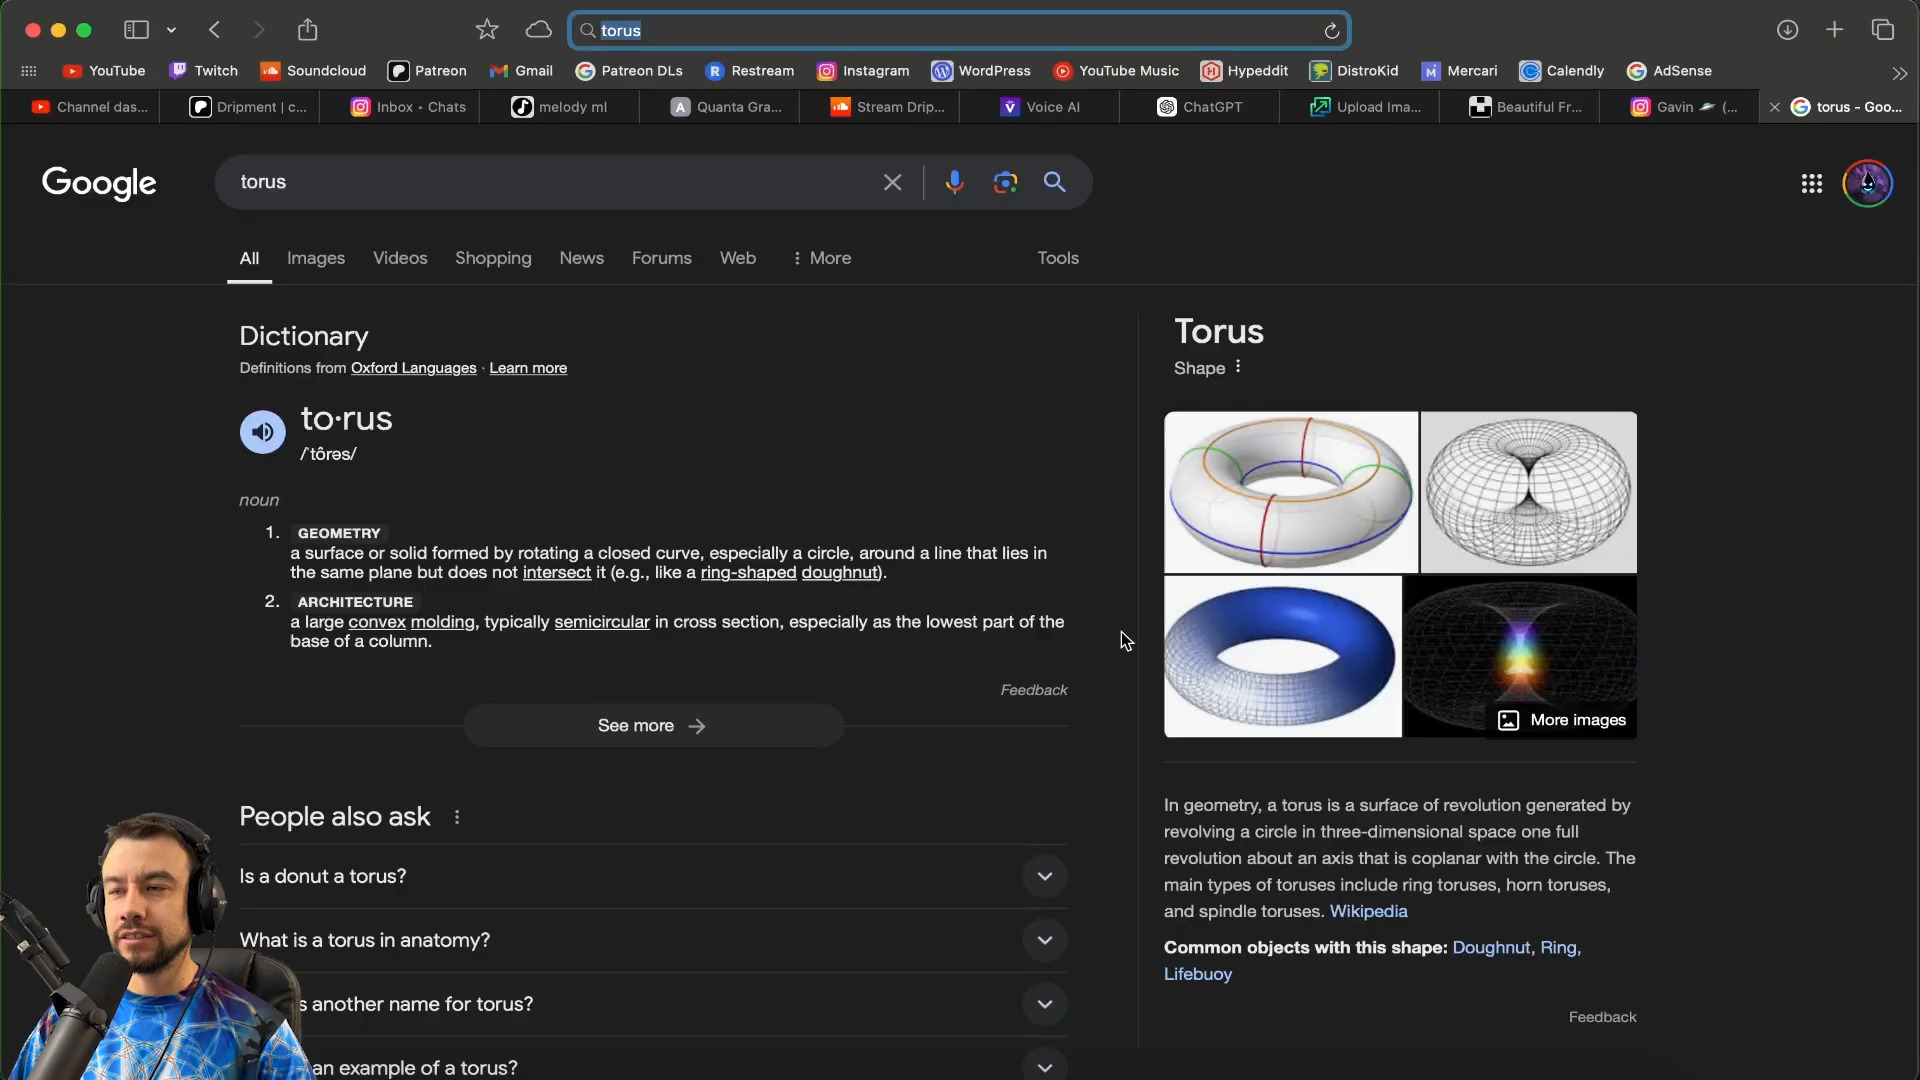 torus
YouTube
Twitch
Soundcloud
Patreon
Gmail
Patreon DLs
Restream
Instagram
WordPress
YouTube Music
Hypeddit
DistroKid
Mercari
Calendly
AdSense
Channel das...
Dripment | c...
Inbox • Chats
melody ml
Quanta Gra...
Stream Drip...
Voice AI
ChatGPT
Upload Ima...
Beautiful Fr...
Gavin (...
torus - Goo...
Google
torus
All
Images
Videos
Shopping
News
Forums
Web
More
Tools
Dictionary
Definitions from Oxford Languages · Learn more
to·rus
/ˈtôrəs/
noun
1. GEOMETRY
a surface or solid formed by rotating a closed curve, especially a circle, around a line that lies in
the same plane but does not intersect it (e.g., like a ring-shaped doughnut).
2. ARCHITECTURE
a large convex molding, typically semicircular in cross section, especially as the lowest part of the
base of a column.
Feedback
See more
People also ask
Is a donut a torus?
What is a torus in anatomy?
s another name for torus?
an example of a torus?
Torus
Shape
More images
In geometry, a torus is a surface of revolution generated by
revolving a circle in three-dimensional space one full
revolution about an axis that is coplanar with the circle. The
main types of toruses include ring toruses, horn toruses,
and spindle toruses. Wikipedia
Common objects with this shape: Doughnut, Ring,
Lifebuoy
Feedback